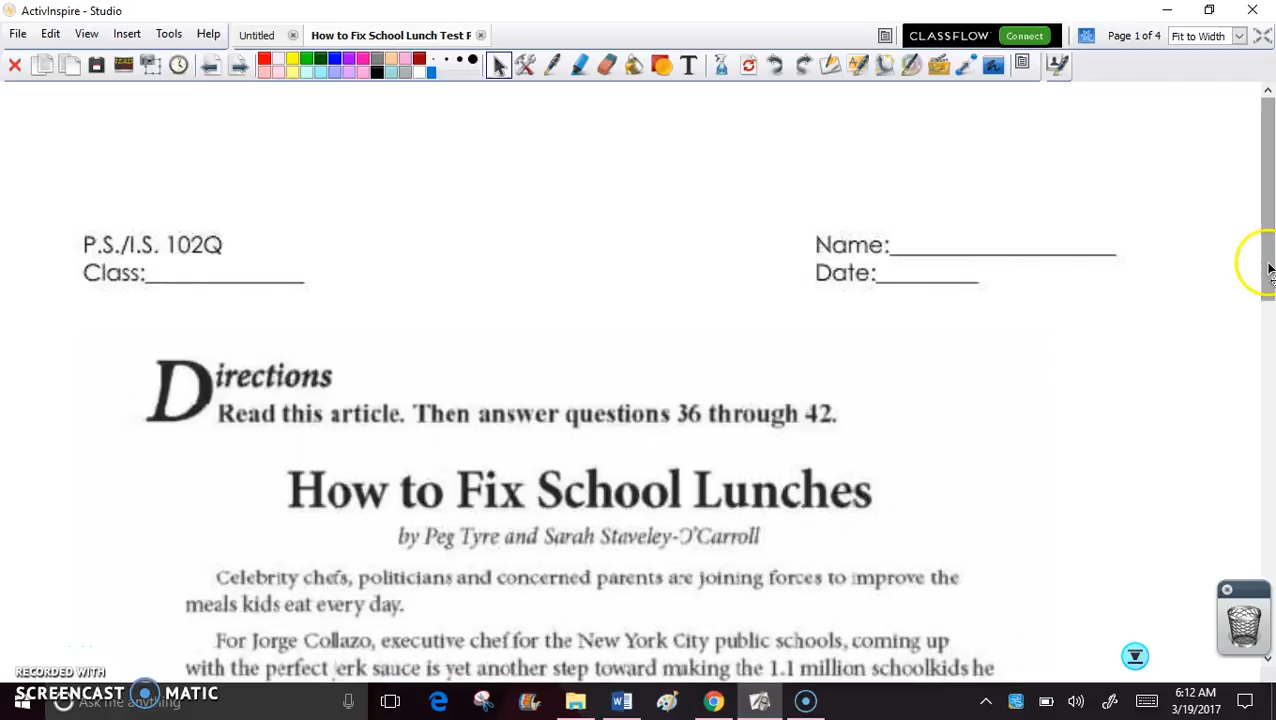 ActivInspire - Studio
File Edit View Insert Tools Help
Untitled
How to Fix School Lunch Test P
CLASSFLOW Connect
Page 1 of 4
Fit to Width
P.S./I.S. 102Q
Name:
Class:
Date:
Directions
Read this article. Then answer questions 36 through 42.
How to Fix School Lunches
by Peg Tyre and Sarah Staveley-O'Carroll
Celebrity chefs, politicians and concerned parents are joining forces to improve the
meals kids eat every day.
For Jorge Collazo, executive chef for the New York City public schools, coming up
with the perfect jerk sauce is yet another step toward making the 1.1 million schoolkids he
RECORDED WITH
SCREENCAST MATIC
Ask me anything
6:12 AM
3/19/2017